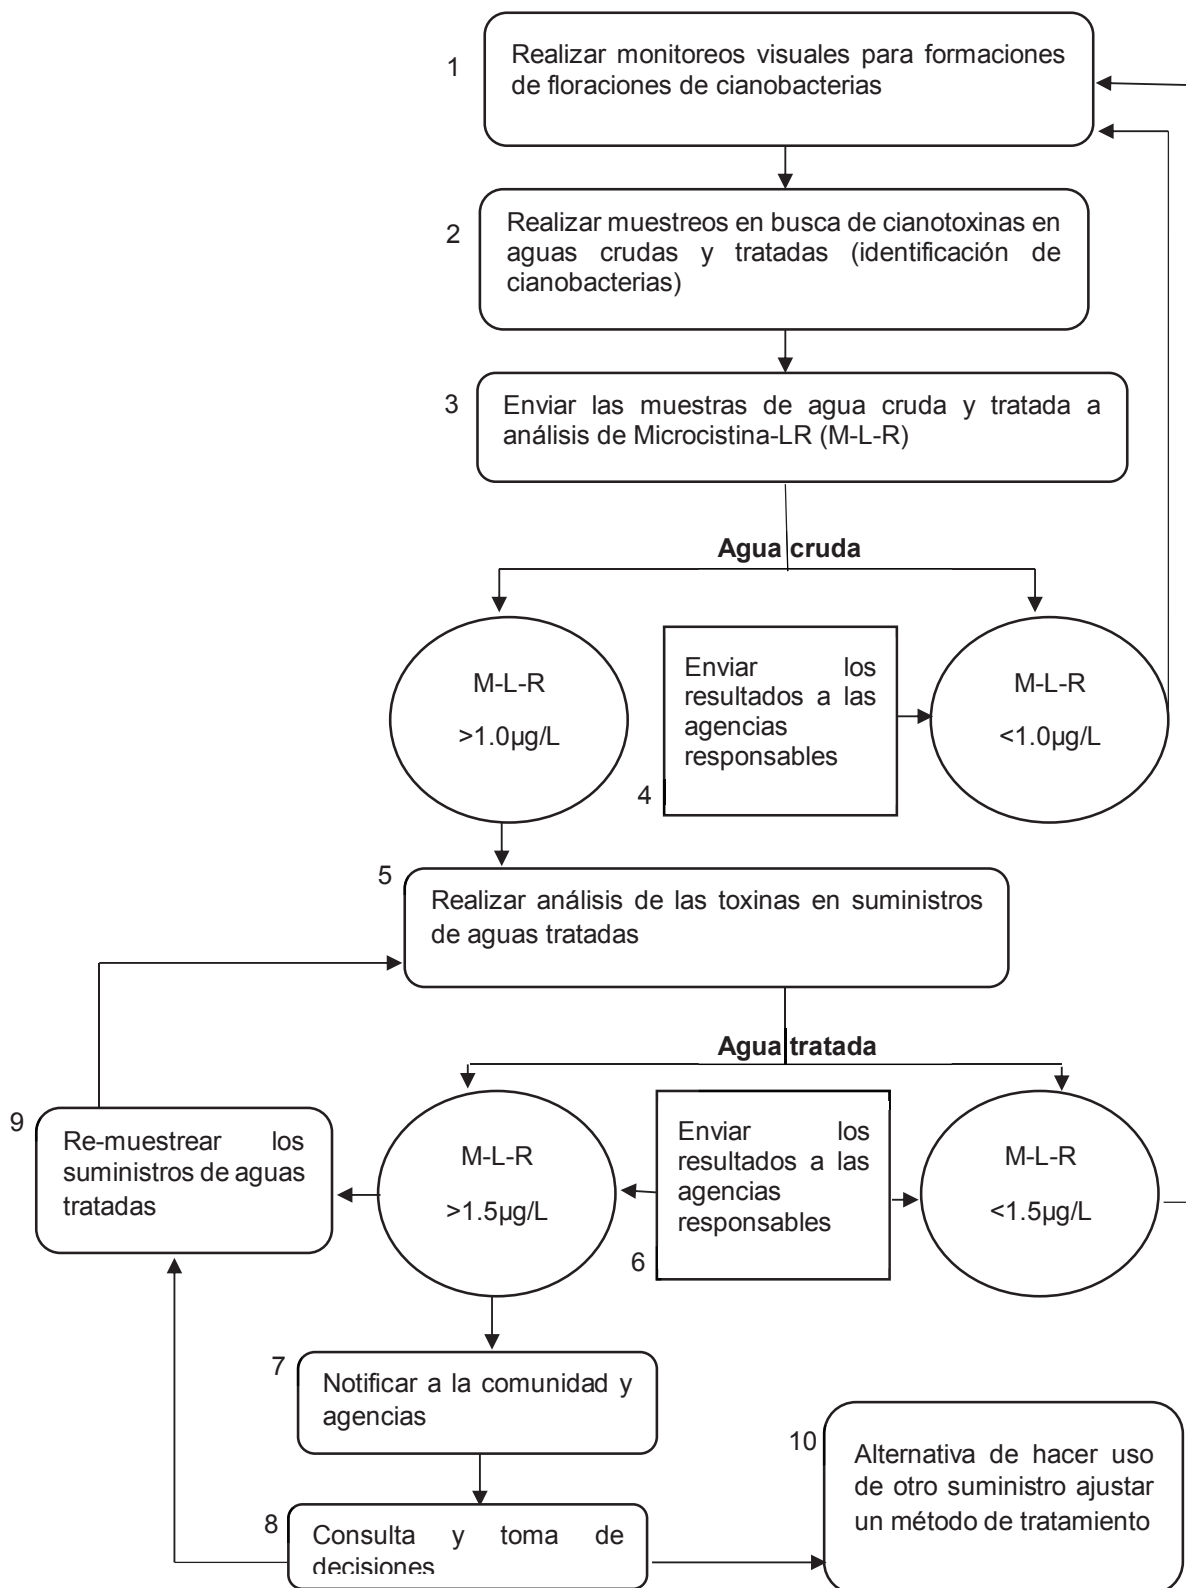 1
Realizar monitoreos visuales para formaciones
de floraciones de cianobacterias
2
Realizar muestreos en busca de cianotoxinas en
aguas crudas y tratadas (identificación de
cianobacterias)
3
Enviar las muestras de agua cruda y tratada a
análisis de Microcistina-LR (M-L-R)
Agua cruda
M-L-R
>1.0µg/L
Enviar los
resultados a las
agencias
responsables
4
M-L-R
<1.0µg/L
5
Realizar análisis de las toxinas en suministros
de aguas tratadas
Agua tratada
9
Re-muestrear los
suministros de aguas
tratadas
M-L-R
>1.5µg/L
Enviar los
resultados a las
agencias
responsables
6
M-L-R
<1.5µg/L
7
Notificar a la comunidad y
agencias
8
Consulta y toma de
decisiones
10
Alternativa de hacer uso
de otro suministro ajustar
un método de tratamiento